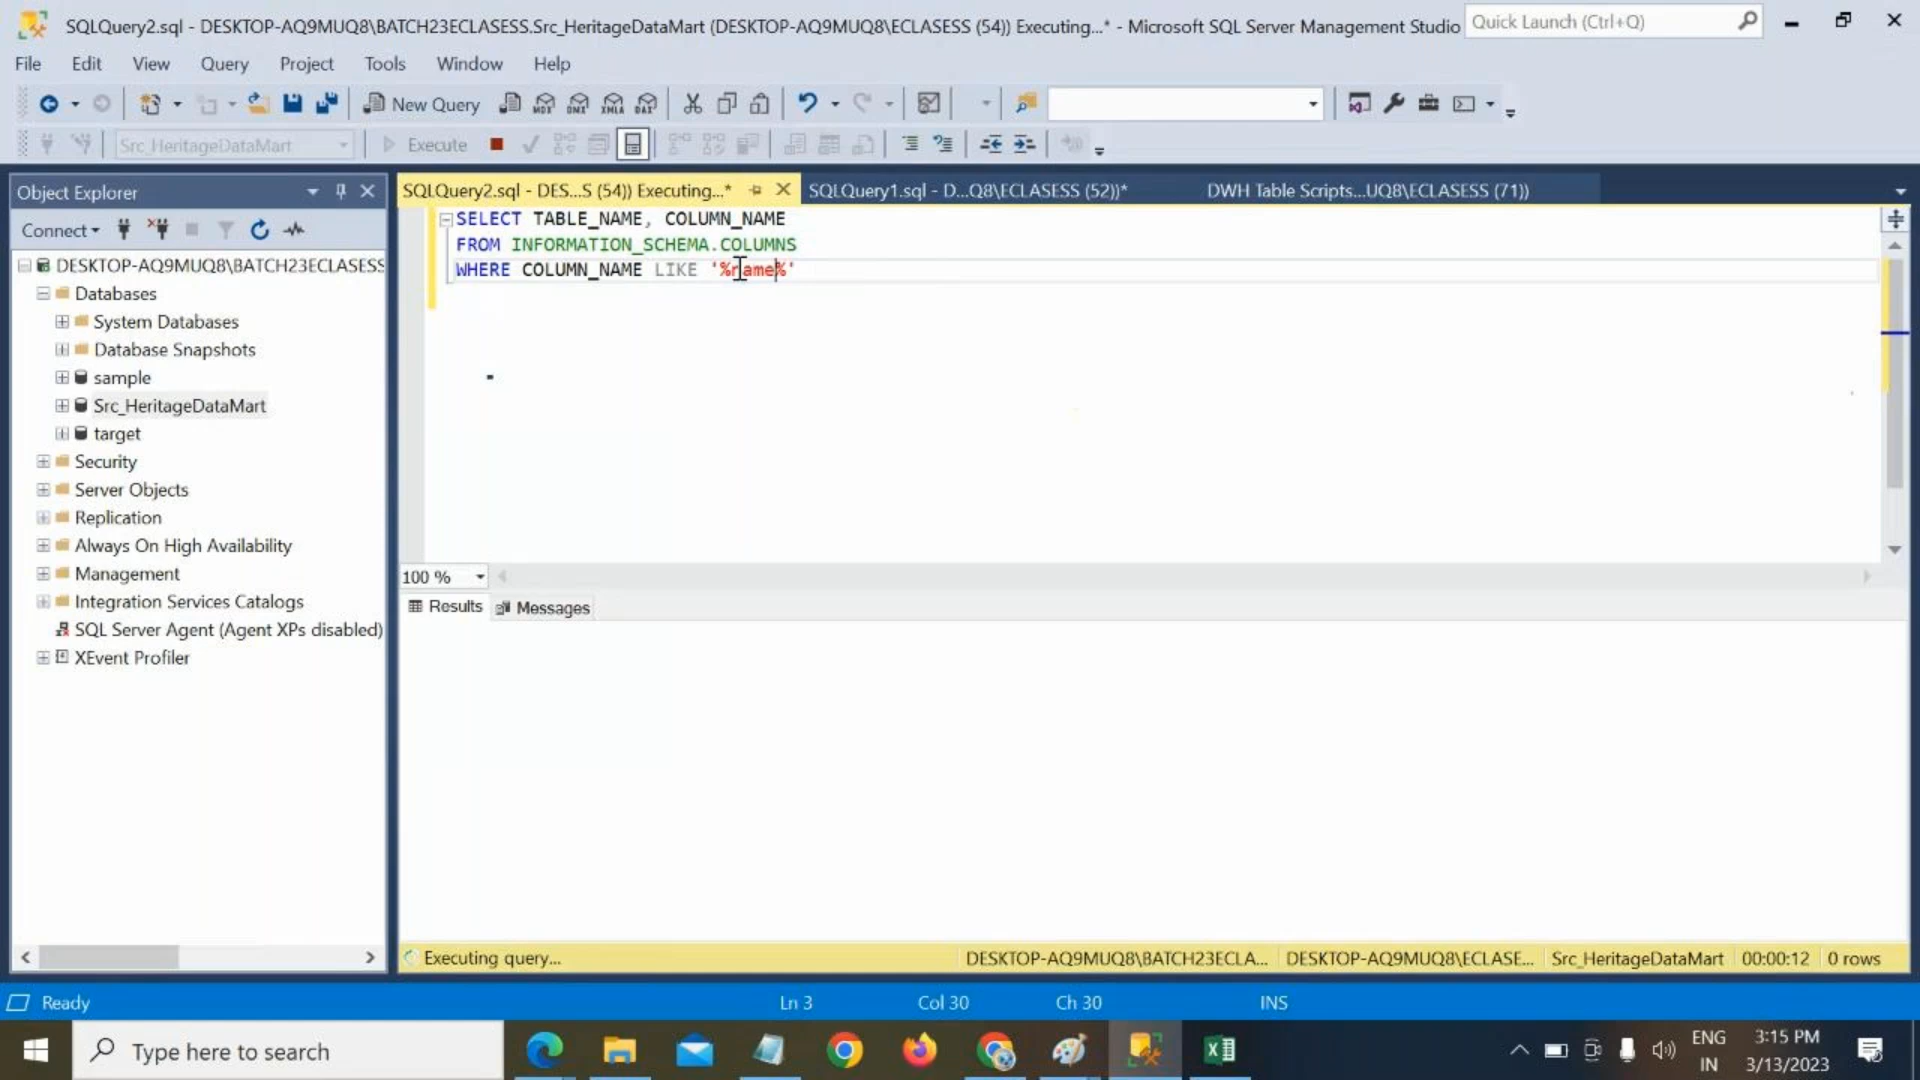 SQLQuery2.sql - DESKTOP-AQ9MUQ8\BATCH23ECLASESS.Src_HeritageDataMart (DESKTOP-AQ9MUQ8\ECLASESS (54)) Executing...* - Microsoft SQL Server Management Studio
Quick Launch (Ctrl+Q)
File Edit View Query Project Tools Window Help
New Query
MDX DMX XMLA DAX
Src_HeritageDataMart
Execute
Object Explorer
SQLQuery2.sql - DES...S (54)) Executing...*
SQLQuery1.sql - D...Q8\ECLASESS (52))*
DWH Table Scripts...UQ8\ECLASESS (71))
Connect
DESKTOP-AQ9MUQ8\BATCH23ECLASESS
Databases
System Databases
Database Snapshots
sample
Src_HeritageDataMart
target
Security
Server Objects
Replication
Always On High Availability
Management
Integration Services Catalogs
SQL Server Agent (Agent XPs disabled)
XEvent Profiler
SELECT TABLE_NAME, COLUMN_NAME
FROM INFORMATION_SCHEMA.COLUMNS
WHERE COLUMN_NAME LIKE '%name%'
100 %
Results Messages
Executing query...
DESKTOP-AQ9MUQ8\BATCH23ECLA...
DESKTOP-AQ9MUQ8\ECLASE...
Src_HeritageDataMart
00:00:12
0 rows
Ready
Ln 3
Col 30
Ch 30
INS
Type here to search
ENG
IN
3:15 PM
3/13/2023